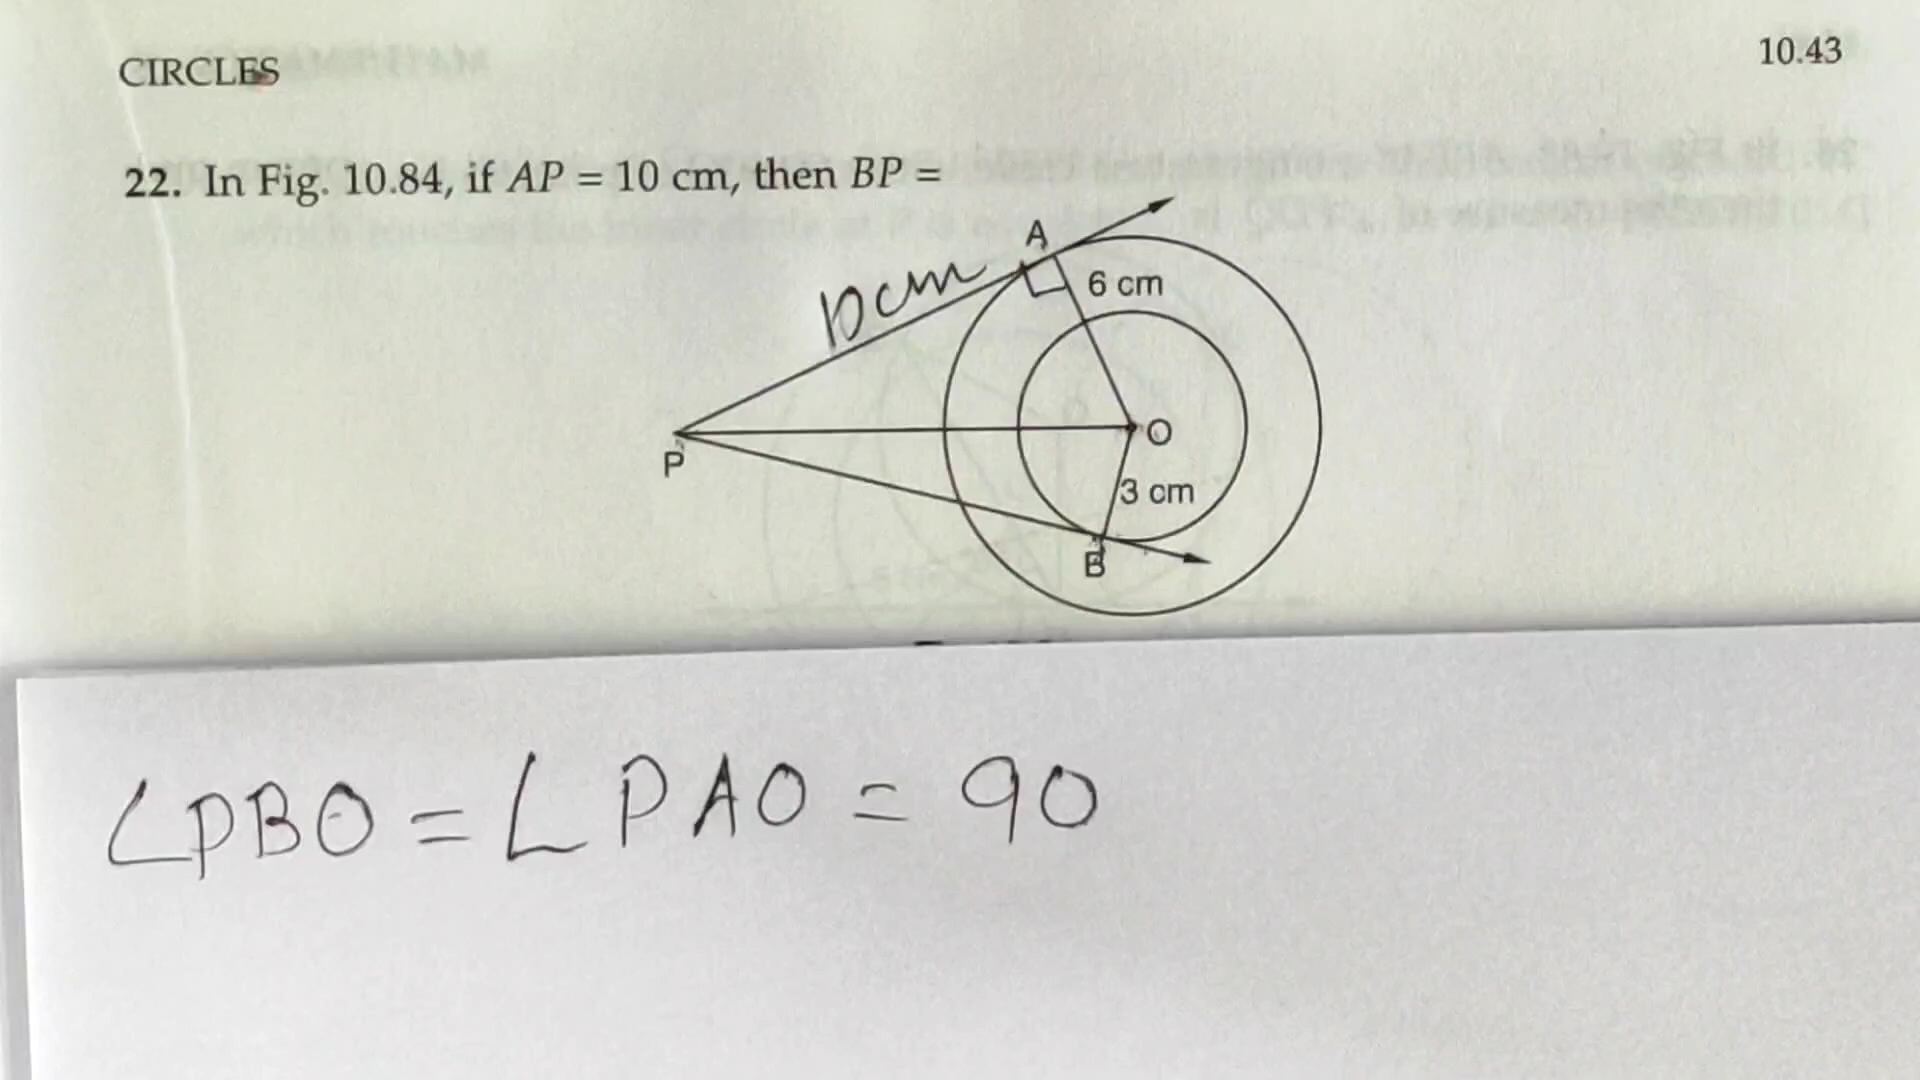 CIRCLES 10.43
22. In Fig. 10.84, if AP = 10 cm, then BP =
A
10cm
6 cm
O
P
3 cm
B
∠PBO = ∠PAO = 90